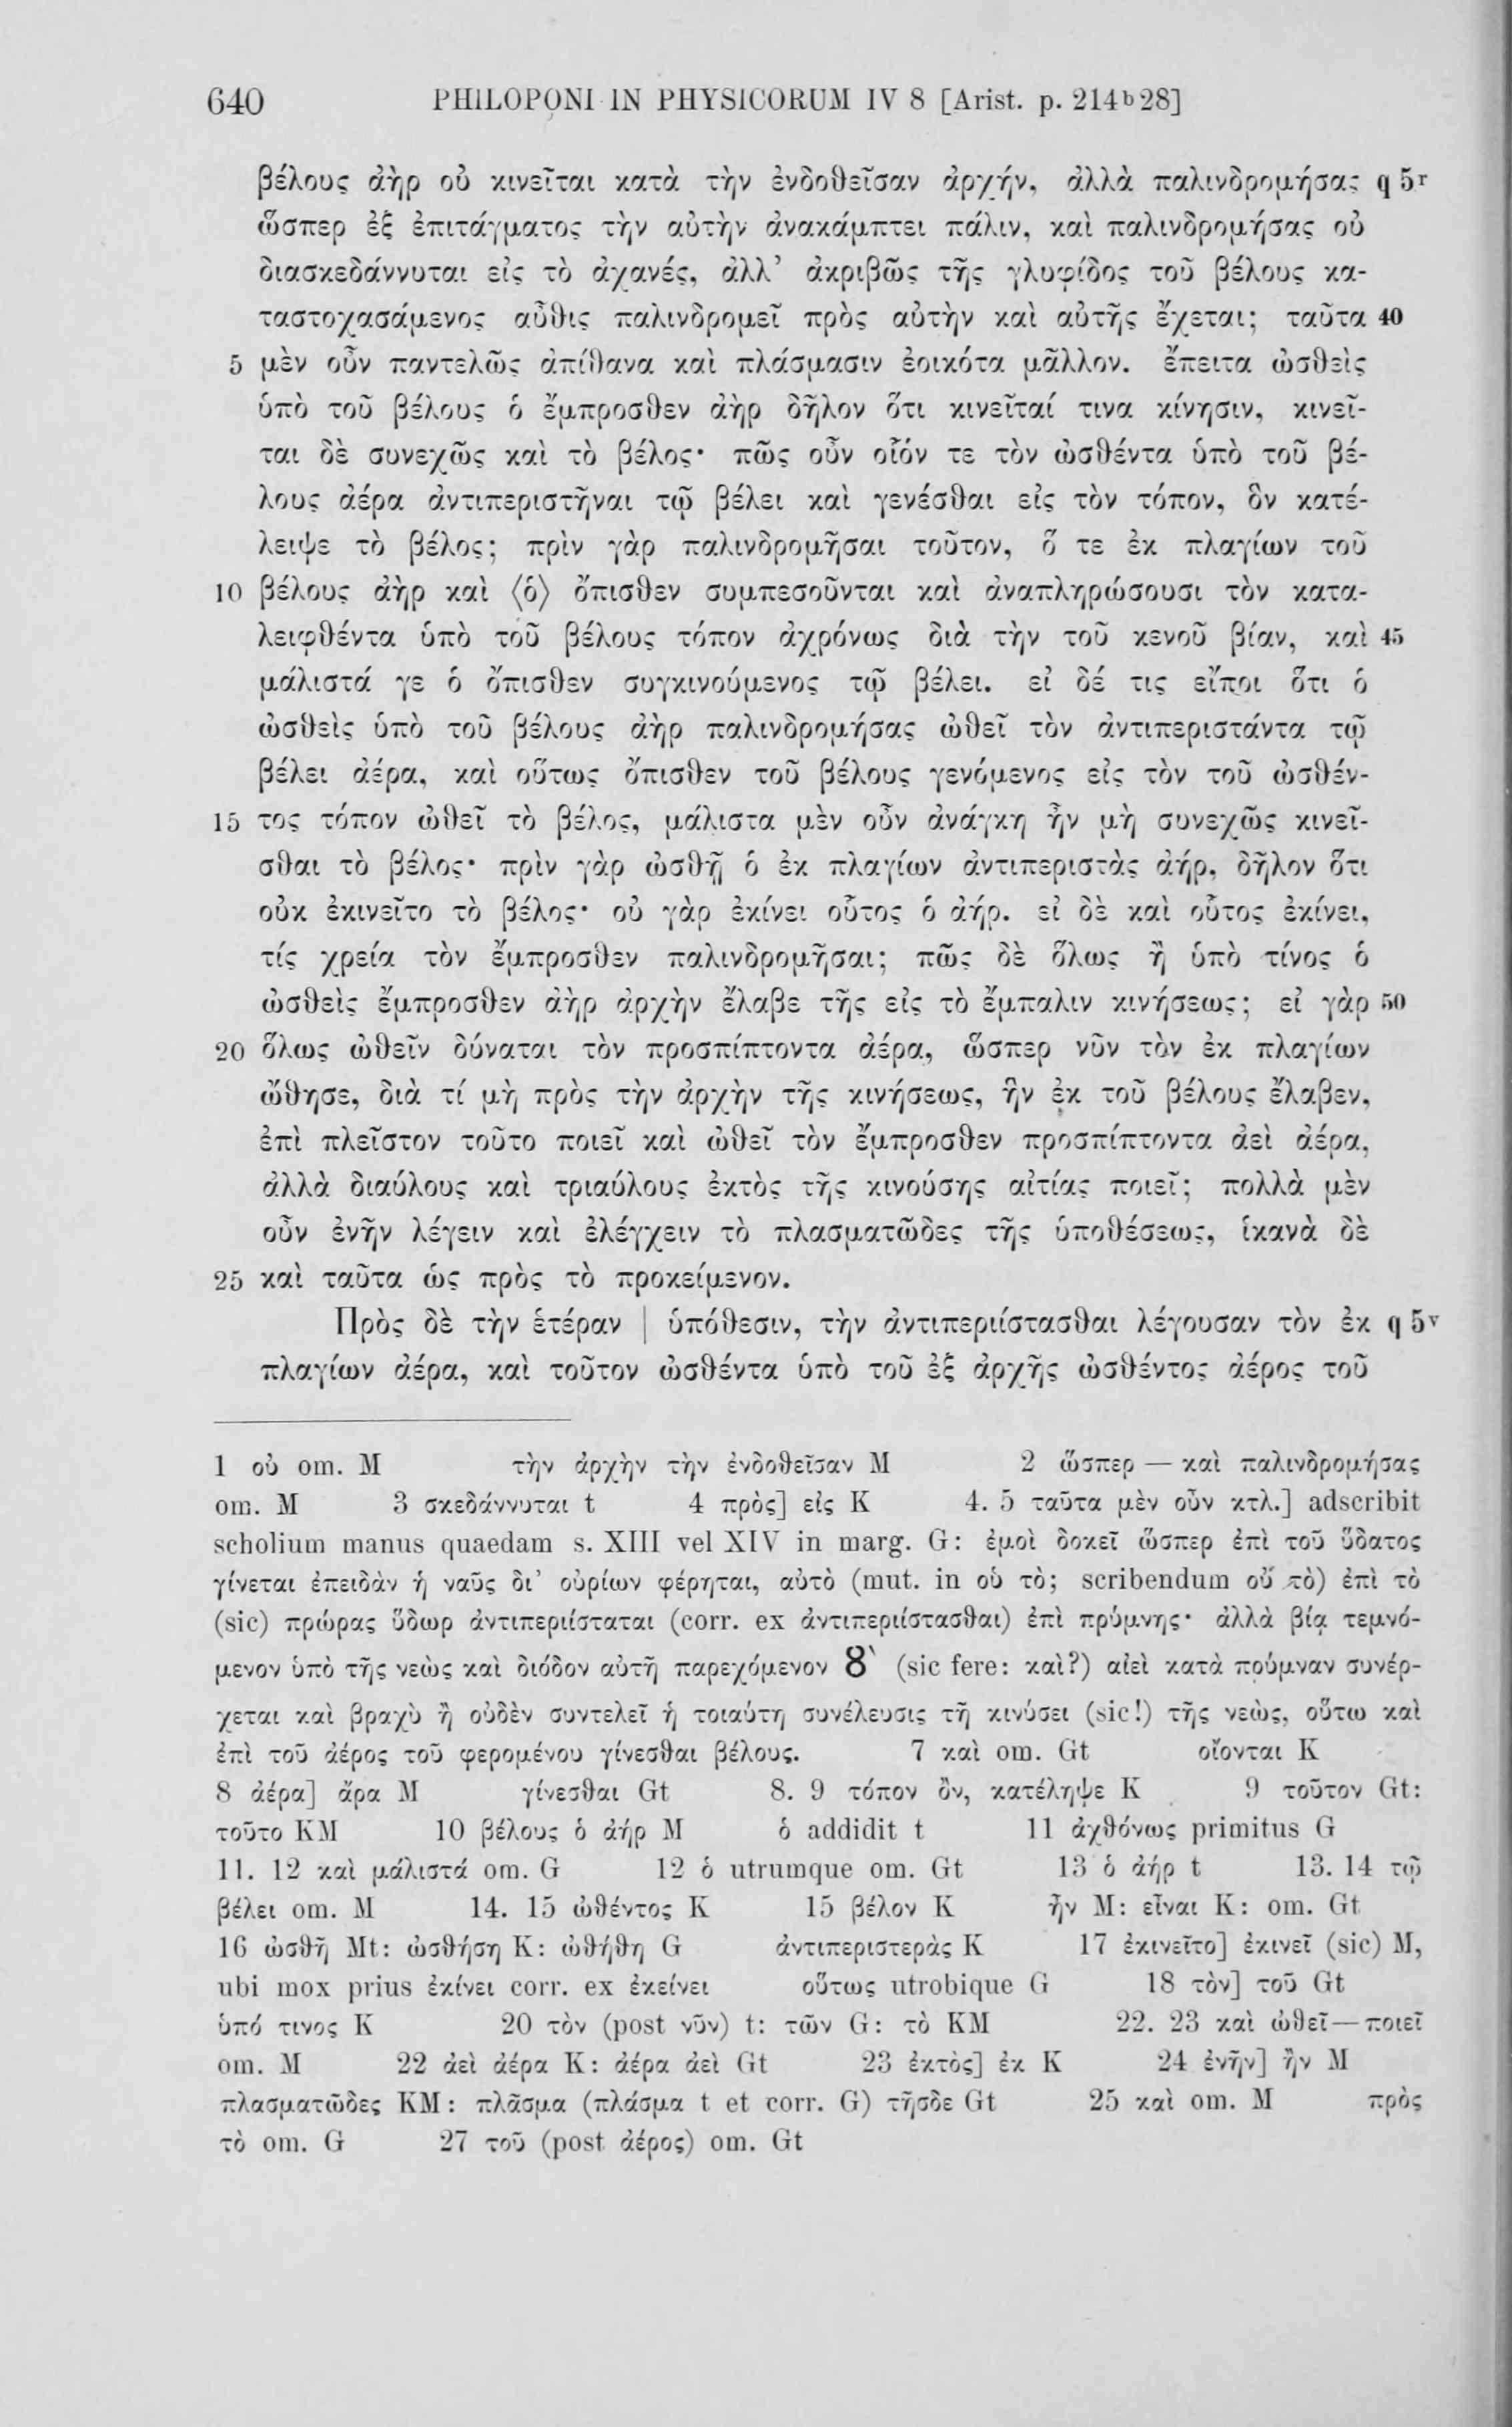 640 PHILOPONI IN PHYSICORUM IV 8 [Arist. p. 214ᵇ28]
βέλους ἀὴρ οὐ κινεῖται κατὰ τὴν ἐνδοθεῖσαν ἀρχήν, ἀλλὰ παλινδρομήσας q 5ʳ
ὥσπερ ἐξ ἐπιτάγματος τὴν αὐτὴν ἀνακάμπτει πάλιν, καὶ παλινδρομήσας οὐ
διασκεδάννυται εἰς τὸ ἀχανές, ἀλλ’ ἀκριβῶς τῆς γλυφίδος τοῦ βέλους κα-
ταστοχασάμενος αὖθις παλινδρομεῖ πρὸς αὐτὴν καὶ αὐτῆς ἔχεται; ταῦτα 40
5 μὲν οὖν παντελῶς ἀπίθανα καὶ πλάσμασιν ἐοικότα μᾶλλον. ἔπειτα ὠσθεὶς
ὑπὸ τοῦ βέλους ὁ ἔμπροσθεν ἀὴρ δῆλον ὅτι κινεῖταί τινα κίνησιν, κινεῖ-
ται δὲ συνεχῶς καὶ τὸ βέλος· πῶς οὖν οἷόν τε τὸν ὠσθέντα ὑπὸ τοῦ βέ-
λους ἀέρα ἀντιπεριστῆναι τῷ βέλει καὶ γενέσθαι εἰς τὸν τόπον, ὃν κατέ-
λειψε τὸ βέλος; πρὶν γὰρ παλινδρομῆσαι τοῦτον, ὅ τε ἐκ πλαγίων τοῦ
10 βέλους ἀὴρ καὶ ⟨ὁ⟩ ὄπισθεν συμπεσοῦνται καὶ ἀναπληρώσουσι τὸν κατα-
λειφθέντα ὑπὸ τοῦ βέλους τόπον ἀχρόνως διὰ τὴν τοῦ κενοῦ βίαν, καὶ 45
μάλιστά γε ὁ ὄπισθεν συγκινούμενος τῷ βέλει. εἰ δέ τις εἴποι ὅτι ὁ
ὠσθεὶς ὑπὸ τοῦ βέλους ἀὴρ παλινδρομήσας ὠθεῖ τὸν ἀντιπεριστάντα τῷ
βέλει ἀέρα, καὶ οὕτως ὄπισθεν τοῦ βέλους γενόμενος εἰς τὸν τοῦ ὠσθέν-
15 τος τόπον ὠθεῖ τὸ βέλος, μάλιστα μὲν οὖν ἀνάγκη ἦν μὴ συνεχῶς κινεῖ-
σθαι τὸ βέλος· πρὶν γὰρ ὠσθῇ ὁ ἐκ πλαγίων ἀντιπεριστὰς ἀήρ, δῆλον ὅτι
οὐκ ἐκινεῖτο τὸ βέλος· οὐ γὰρ ἐκίνει οὗτος ὁ ἀήρ. εἰ δὲ καὶ οὗτος ἐκίνει,
τίς χρεία τὸν ἔμπροσθεν παλινδρομῆσαι; πῶς δὲ ὅλως ἢ ὑπὸ τίνος ὁ
ὠσθεὶς ἔμπροσθεν ἀὴρ ἀρχὴν ἔλαβε τῆς εἰς τὸ ἔμπαλιν κινήσεως; εἰ γὰρ 50
20 ὅλως ὠθεῖν δύναται τὸν προσπίπτοντα ἀέρα, ὥσπερ νῦν τὸν ἐκ πλαγίων
ὤθησε, διὰ τί μὴ πρὸς τὴν ἀρχὴν τῆς κινήσεως, ἣν ἐκ τοῦ βέλους ἔλαβεν,
ἐπὶ πλεῖστον τοῦτο ποιεῖ καὶ ὠθεῖ τὸν ἔμπροσθεν προσπίπτοντα ἀεὶ ἀέρα,
ἀλλὰ διαύλους καὶ τριαύλους ἐκτὸς τῆς κινούσης αἰτίας ποιεῖ; πολλὰ μὲν
οὖν ἐνῆν λέγειν καὶ ἐλέγχειν τὸ πλασματῶδες τῆς ὑποθέσεως, ἱκανὰ δὲ
25 καὶ ταῦτα ὡς πρὸς τὸ προκείμενον.
Πρὸς δὲ τὴν ἑτέραν | ὑπόθεσιν, τὴν ἀντιπεριίστασθαι λέγουσαν τὸν ἐκ q 5ᵛ
πλαγίων ἀέρα, καὶ τοῦτον ὠσθέντα ὑπὸ τοῦ ἐξ ἀρχῆς ὠσθέντος ἀέρος τοῦ
1 οὐ om. M τὴν ἀρχὴν τὴν ἐνδοθεῖσαν M 2 ὥσπερ — καὶ παλινδρομήσας
om. M 3 σκεδάννυται t 4 πρὸς] εἰς K 4. 5 ταῦτα μὲν οὖν κτλ.] adscribit
scholium manus quaedam s. XIII vel XIV in marg. G: ἐμοὶ δοκεῖ ὥσπερ ἐπὶ τοῦ ὕδατος
γίνεται ἐπειδὰν ἡ ναῦς δι’ οὐρίων φέρηται, αὐτὸ (mut. in οὐ τὸ; scribendum οὔ τὸ) ἐπὶ τὸ
(sic) πρώρας ὕδωρ ἀντιπεριίσταται (corr. ex ἀντιπεριίστασθαι) ἐπὶ πρύμνης· ἀλλὰ βίᾳ τεμνό-
μενον ὑπὸ τῆς νεὼς καὶ διόδον αὐτῇ παρεχόμενον 8̀ (sic fere: καὶ?) αἰεὶ κατὰ πρύμναν συνέρ-
χεται καὶ βραχὺ ἢ οὐδὲν συντελεῖ ἡ τοιαύτη συνέλευσις τῇ κινύσει (sic!) τῆς νεὼς, οὕτω καὶ
ἐπὶ τοῦ ἀέρος τοῦ φερομένου γίνεσθαι βέλους. 7 καὶ om. Gt οἴονται K
8 ἀέρα] ἄρα M γίνεσθαι Gt 8. 9 τόπον ὂν, κατέληψε K 9 τοῦτον Gt:
τοῦτο KM 10 βέλους ὁ ἀήρ M ὁ addidit t 11 ἀχθόνως primitus G
11. 12 καὶ μάλιστά om. G 12 ὁ utrumque om. Gt 13 ὁ ἀήρ t 13. 14 τῷ
βέλει om. M 14. 15 ὠθέντος K 15 βέλον K ἦν M: εἶναι K: om. Gt
16 ὠσθῇ Mt: ὠσθήση K: ὠθήθη G ἀντιπεριστερὰς K 17 ἐκινεῖτο] ἐκινεῖ (sic) M,
ubi mox prius ἐκίνει corr. ex ἐκείνει οὕτως utrobique G 18 τὸν] τοῦ Gt
ὑπό τινος K 20 τὸν (post νῦν) t: τῶν G: τὸ KM 22. 23 καὶ ὠθεῖ—ποιεῖ
om. M 22 ἀεὶ ἀέρα K: ἀέρα ἀεὶ Gt 23 ἐκτὸς] ἐκ K 24 ἐνῆν] ἢν M
πλασματῶδες KM: πλᾶσμα (πλάσμα t et corr. G) τῆσδε Gt 25 καὶ om. M πρὸς
τὸ om. G 27 τοῦ (post ἀέρος) om. Gt